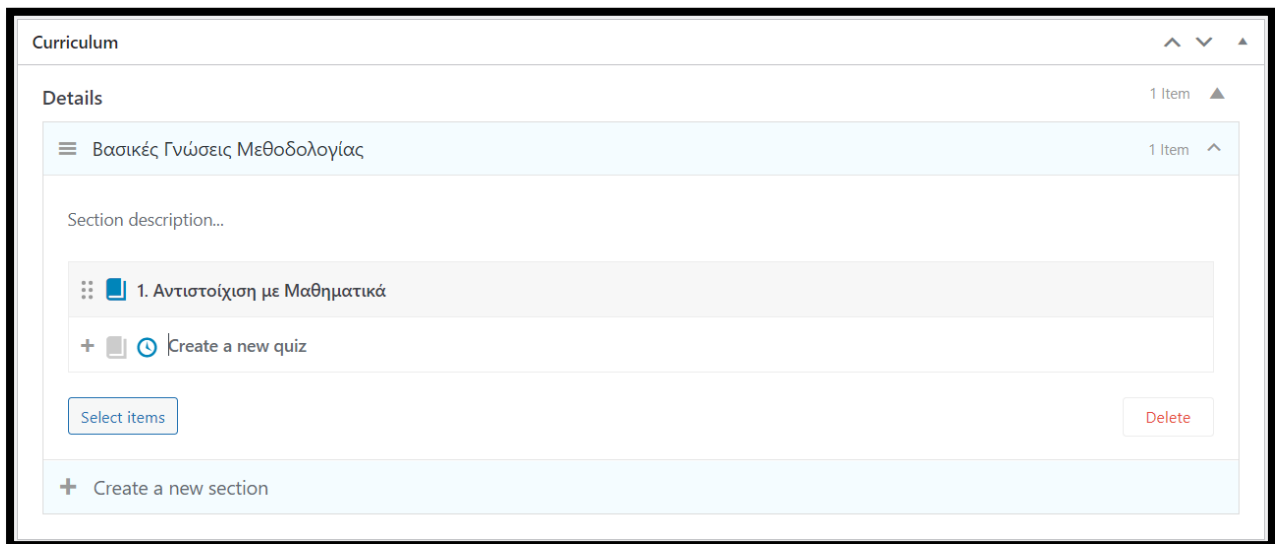 Curriculum
Details
1 Item
Βασικές Γνώσεις Μεθοδολογίας
1 Item
Section description...
1. Αντιστοίχιση με Μαθηματικά
Create a new quiz
Select items
Delete
Create a new section